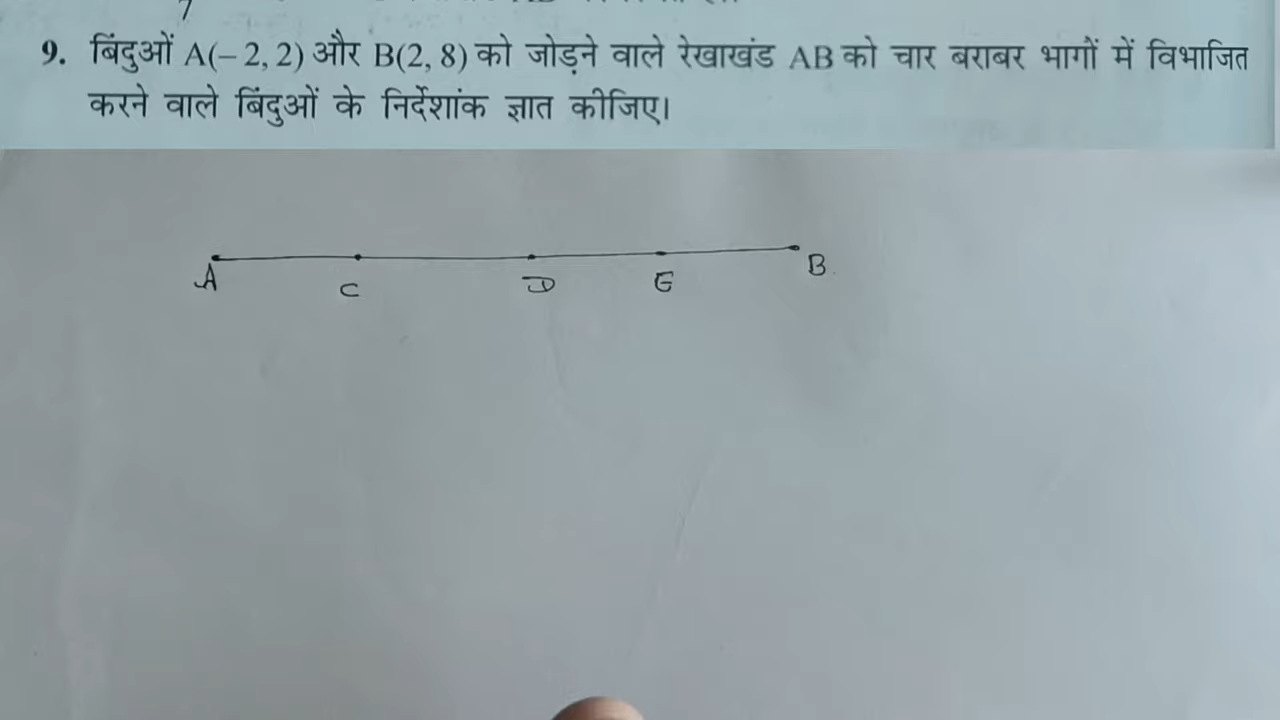 9. बिंदुओं A(– 2, 2) और B(2, 8) को जोड़ने वाले रेखाखंड AB को चार बराबर भागों में विभाजित
करने वाले बिंदुओं के निर्देशांक ज्ञात कीजिए।
A C D E B